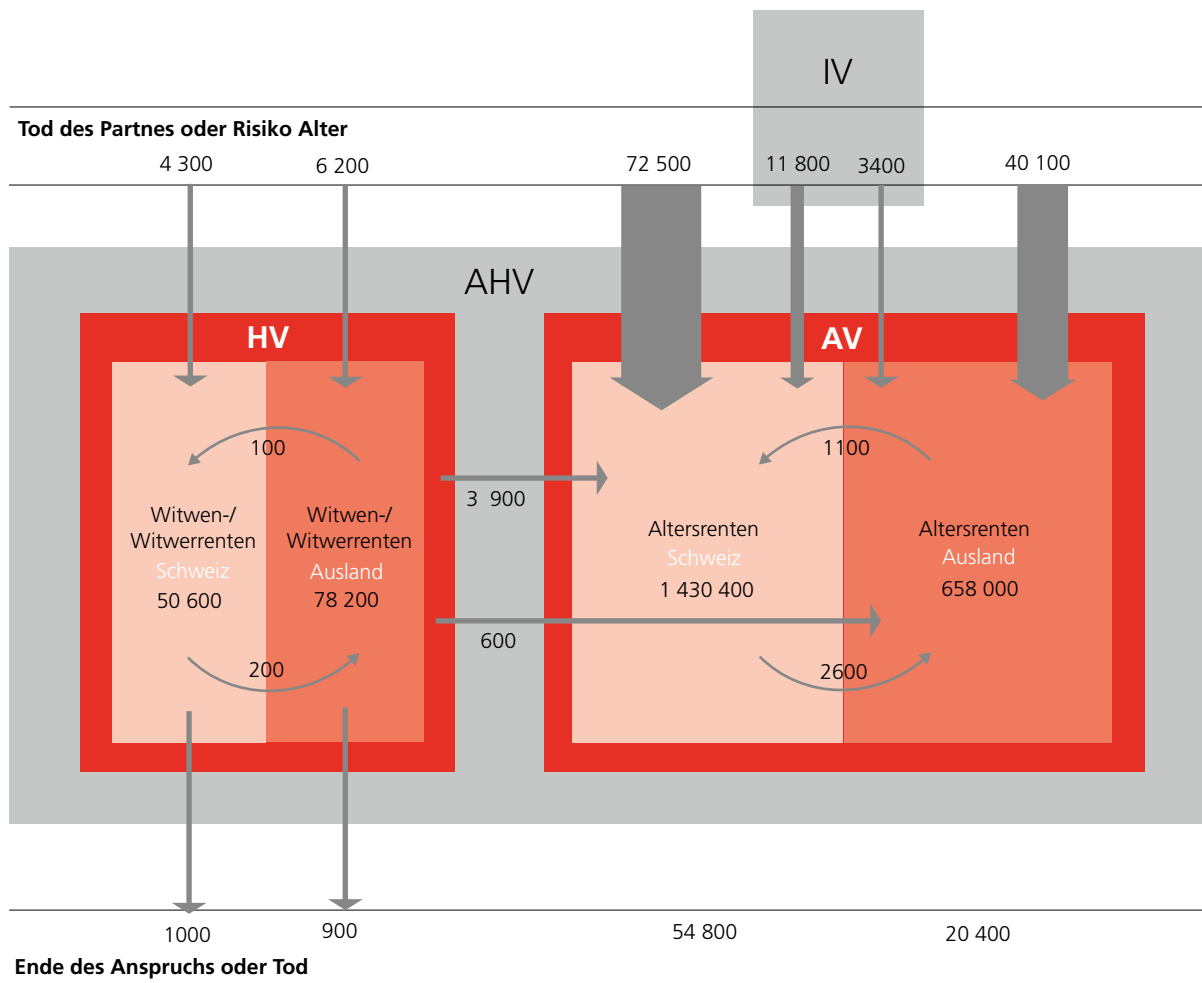 IV
Tod des Partnes oder Risiko Alter
4 300
6 200
72 500
11 800
3400
40 100
AHV
HV
AV
100
1100
3 900
Witwen-/
Witwerrenten
Schweiz
50 600
Witwen-/
Witwerrenten
Ausland
78 200
Altersrenten
Schweiz
1 430 400
Altersrenten
Ausland
658 000
600
200
2600
1000
900
54 800
20 400
Ende des Anspruchs oder Tod